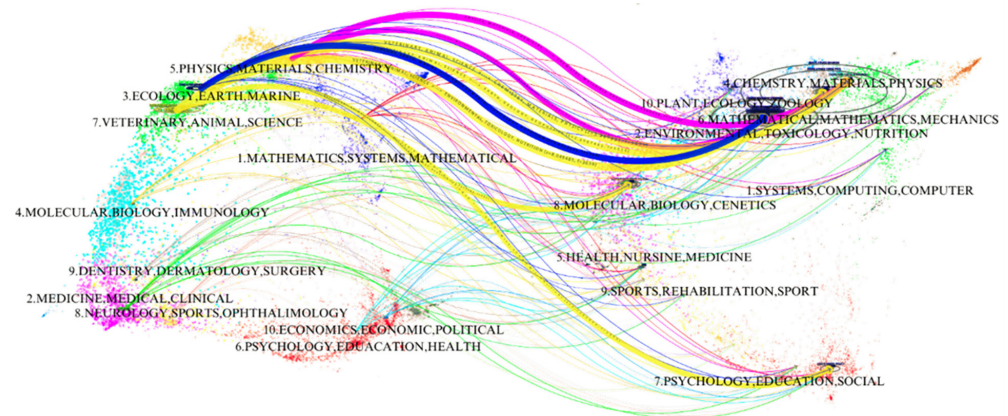 5.PHYSICS,MATERIALS,CHEMISTRY
3.ECOLOGY,EARTH,MARINE
7.VETERINARY,ANIMAL,SCIENCE
1.MATHEMATICS,SYSTEMS,MATHEMATICAL
4.MOLECULAR,BIOLOGY,IMMUNOLOGY
9.DENTISTRY,DERMATOLOGY,SURGERY
2.MEDICINE,MEDICAL,CLINICAL
8.NEUROLOGY,SPORTS,OPHTHALIMOLOGY
10.ECONOMICS,ECONOMIC,POLITICAL
6.PSYCHOLOGY,EDUACATION,HEALTH
4.CHEMSTRY,MATERIALS,PHYSICS
10.PLANT,ECOLOGY,ZOOLOGY
6.MATHEMATICAL,MATHEMATICS,MECHANICS
2.ENVIRONMENTAL,TOXICOLOGY,NUTRITION
1.SYSTEMS,COMPUTING,COMPUTER
8.MOLECULAR,BIOLOGY,CENETICS
5.HEALTH,NURSINE,MEDICINE
9.SPORTS,REHABILITATION,SPORT
7.PSYCHOLOGY,EDUCATION,SOCIAL